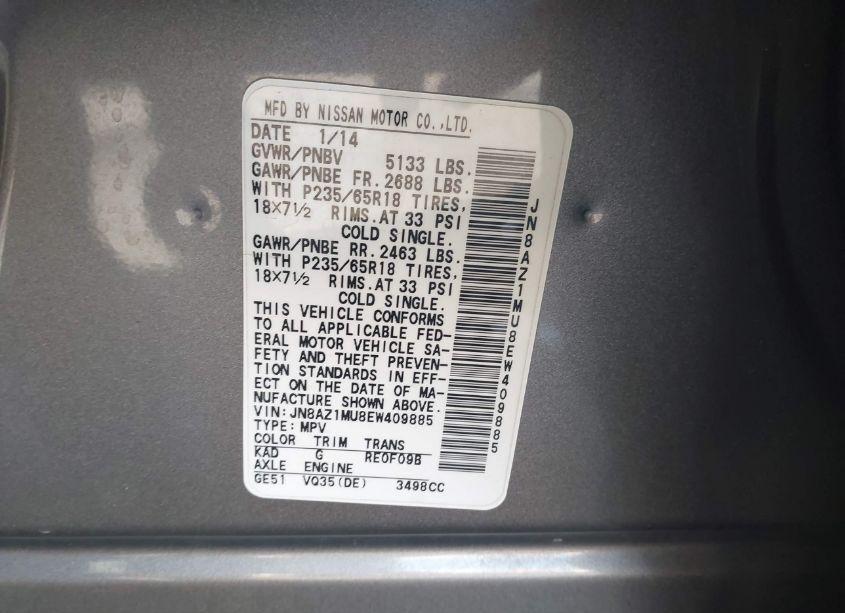 MFD BY NISSAN MOTOR CO.,LTD.
DATE 1/14
GVWR/PNBV 5133 LBS.
GAWR/PNBE FR. 2688 LBS.
WITH P235/65R18 TIRES,
18×7½ RIMS.AT 33 PSI
COLD SINGLE.
GAWR/PNBE RR. 2463 LBS.
WITH P235/65R18 TIRES,
18×7½ RIMS.AT 33 PSI
COLD SINGLE.
THIS VEHICLE CONFORMS
TO ALL APPLICABLE FED-
ERAL MOTOR VEHICLE SA-
FETY AND THEFT PREVEN-
TION STANDARDS IN EFF-
ECT ON THE DATE OF MA-
NUFACTURE SHOWN ABOVE.
VIN:JN8AZ1MU8EW409885
TYPE: MPV
COLOR TRIM TRANS
KAD G RE0F09B
AXLE ENGINE
GE51 VQ35(DE) 3498CC
JN8AZ1MU8EW409885